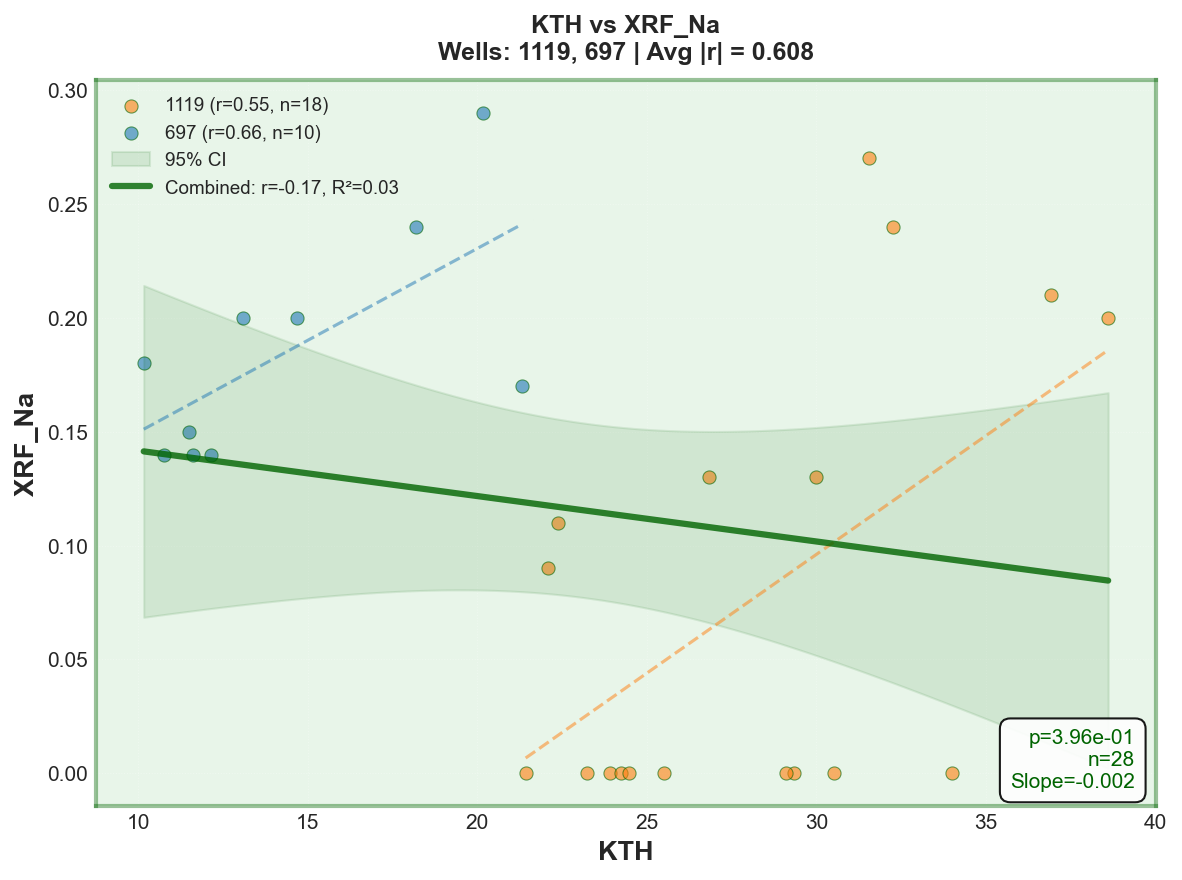 KTH vs XRF_Na
Wells: 1119, 697 | Avg |r| = 0.608
1119 (r=0.55, n=18)
697 (r=0.66, n=10)
95% CI
Combined: r=-0.17, R²=0.03
XRF_Na
0.30
0.25
0.20
0.15
0.10
0.05
0.00
p=3.96e-01
n=28
Slope=-0.002
10
15
20
25
30
35
40
KTH